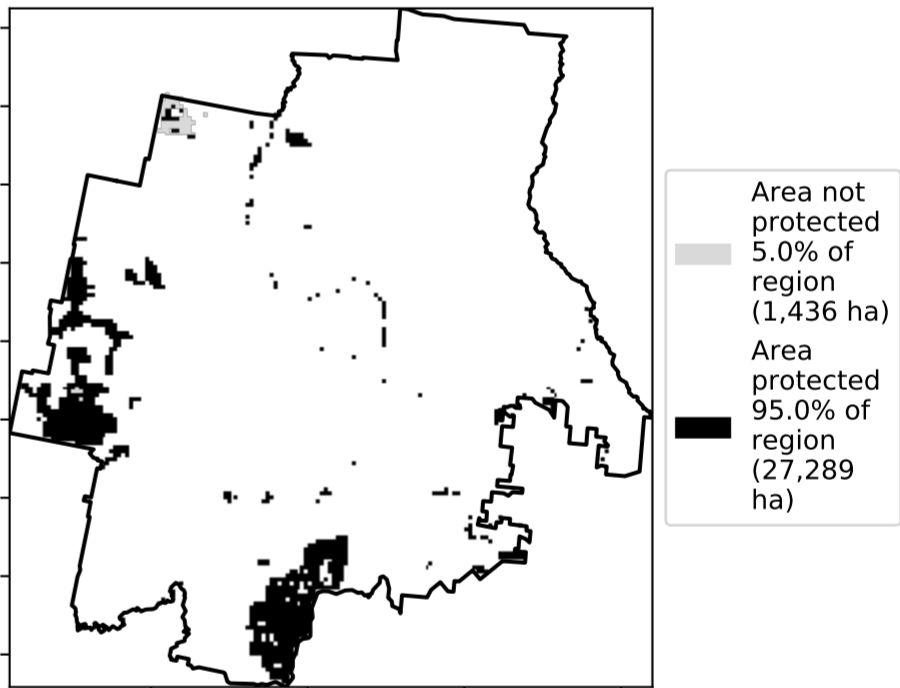 Area not
protected
5.0% of
region
(1,436 ha)
Area
protected
95.0% of
region
(27,289
ha)